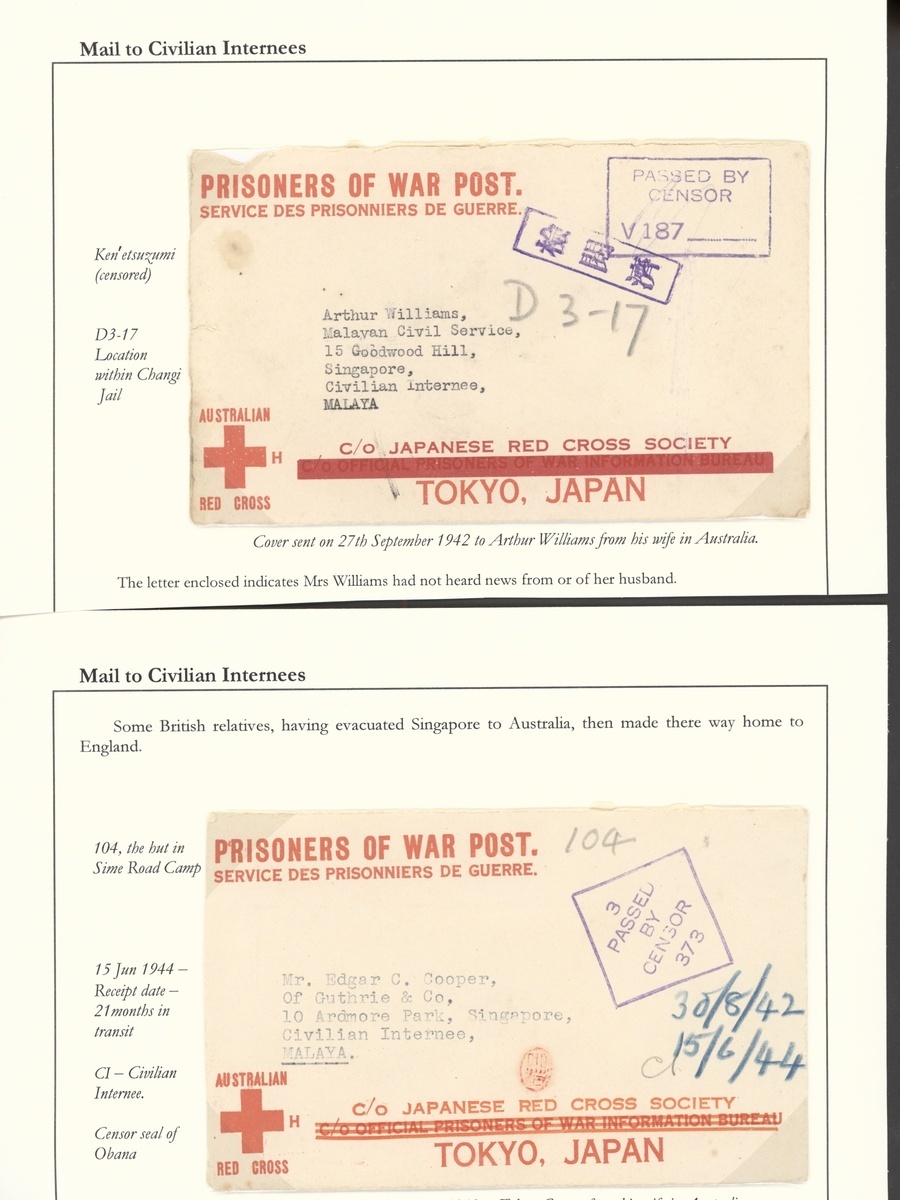 Mail to Civilian Internees
PRISONERS OF WAR POST.
SERVICE DES PRISONNIERS DE GUERRE.
PASSED BY
CENSOR
V 187
検閲済
Ken'etsuzumi
(censored)
D 3-17
D3-17
Location
within Changi
Jail
Arthur Williams,
Malayan Civil Service,
15 Goodwood Hill,
Singapore,
Civilian Internee,
MALAYA
AUSTRALIAN
H
RED CROSS
C/o JAPANESE RED CROSS SOCIETY
C/o OFFICIAL PRISONERS OF WAR INFORMATION BUREAU
TOKYO, JAPAN
Cover sent on 27th September 1942 to Arthur Williams from his wife in Australia.
The letter enclosed indicates Mrs Williams had not heard news from or of her husband.
Mail to Civilian Internees
Some British relatives, having evacuated Singapore to Australia, then made there way home to
England.
104, the hut in
Sime Road Camp
PRISONERS OF WAR POST.
SERVICE DES PRISONNIERS DE GUERRE.
104
3
PASSED
BY
CENSOR
373
15 Jun 1944 –
Receipt date –
21months in
transit
CI – Civilian
Internee.
Censor seal of
Obana
Mr. Edgar C. Cooper,
Of Guthrie & Co,
10 Ardmore Park, Singapore,
Civilian Internee,
MALAYA.
30/8/42
15/6/44
CI
AUSTRALIAN
H
RED CROSS
C/o JAPANESE RED CROSS SOCIETY
C/o OFFICIAL PRISONERS OF WAR INFORMATION BUREAU
TOKYO, JAPAN